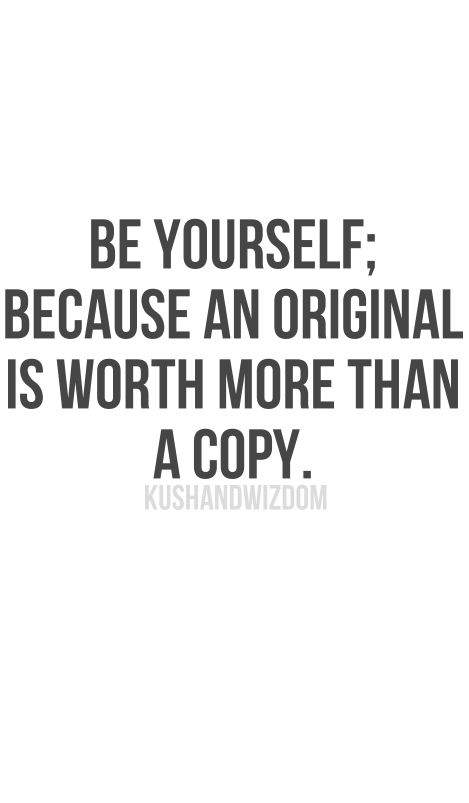 BE YOURSELF;
BECAUSE AN ORIGINAL
IS WORTH MORE THAN
A COPY.
KUSHANDWIZDOM